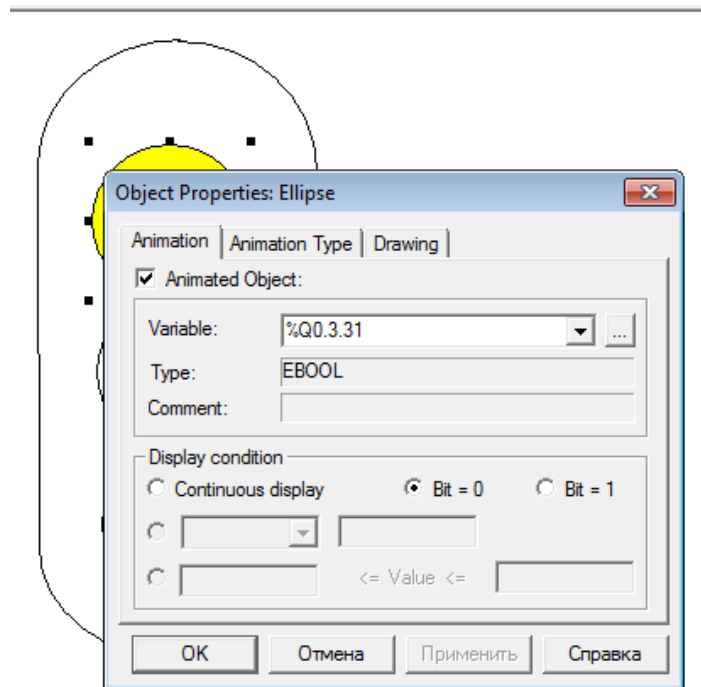 Object Properties: Ellipse
Animation Animation Type Drawing
Animated Object:
Variable: %Q0.3.31 ...
Type: EBOOL
Comment:
Display condition
Continuous display Bit = 0 Bit = 1
<= Value <=
OK Отмена Применить Справка